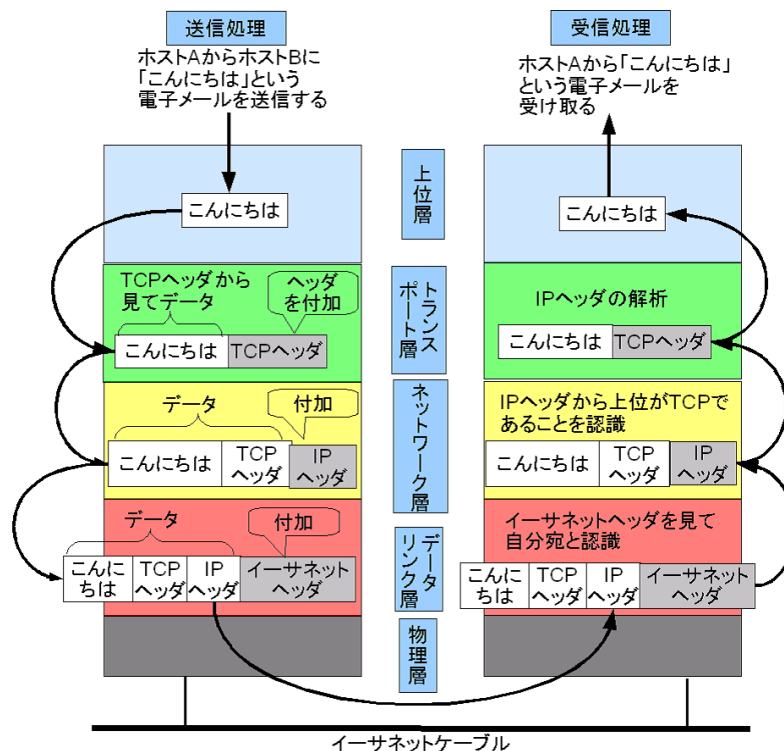 送信処理
ホストAからホストBに
「こんにちは」という
電子メールを送信する
受信処理
ホストAから「こんにちは」
という電子メールを
受け取る
こんにちは
上位層
こんにちは
TCPヘッダから
見てデータ
ヘッダ
を付加
こんにちは
TCPヘッダ
トランス
ポート層
IPヘッダの解析
こんにちは
TCPヘッダ
データ
付加
こんにちは
TCP
ヘッダ
IP
ヘッダ
ネットワーク層
IPヘッダから上位がTCPで
あることを認識
こんにちは
TCP
ヘッダ
IP
ヘッダ
データ
付加
こんに
ちは
TCP
ヘッダ
IP
ヘッダ
イーサネット
ヘッダ
データ
リンク層
イーサネットヘッダを見て
自分宛と認識
こんに
ちは
TCP
ヘッダ
IP
ヘッダ
イーサネット
ヘッダ
物理層
イーサネットケーブル